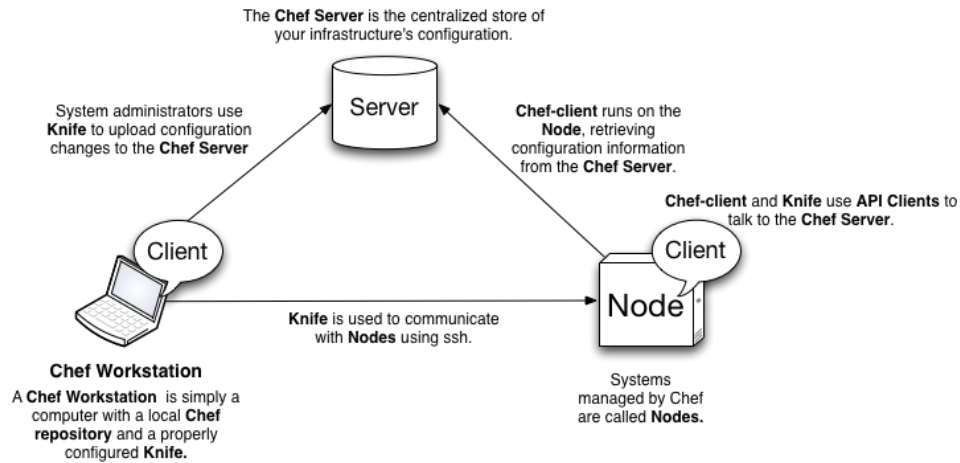 The Chef Server is the centralized store of
your infrastructure's configuration.
Server
System administrators use
Knife to upload configuration
changes to the Chef Server
Chef-client runs on the
Node, retrieving
configuration information
from the Chef Server.
Chef-client and Knife use API Clients to
talk to the Chef Server.
Client
Client
Node
Knife is used to communicate
with Nodes using ssh.
Chef Workstation
A Chef Workstation is simply a
computer with a local Chef
repository and a properly
configured Knife.
Systems
managed by Chef
are called Nodes.